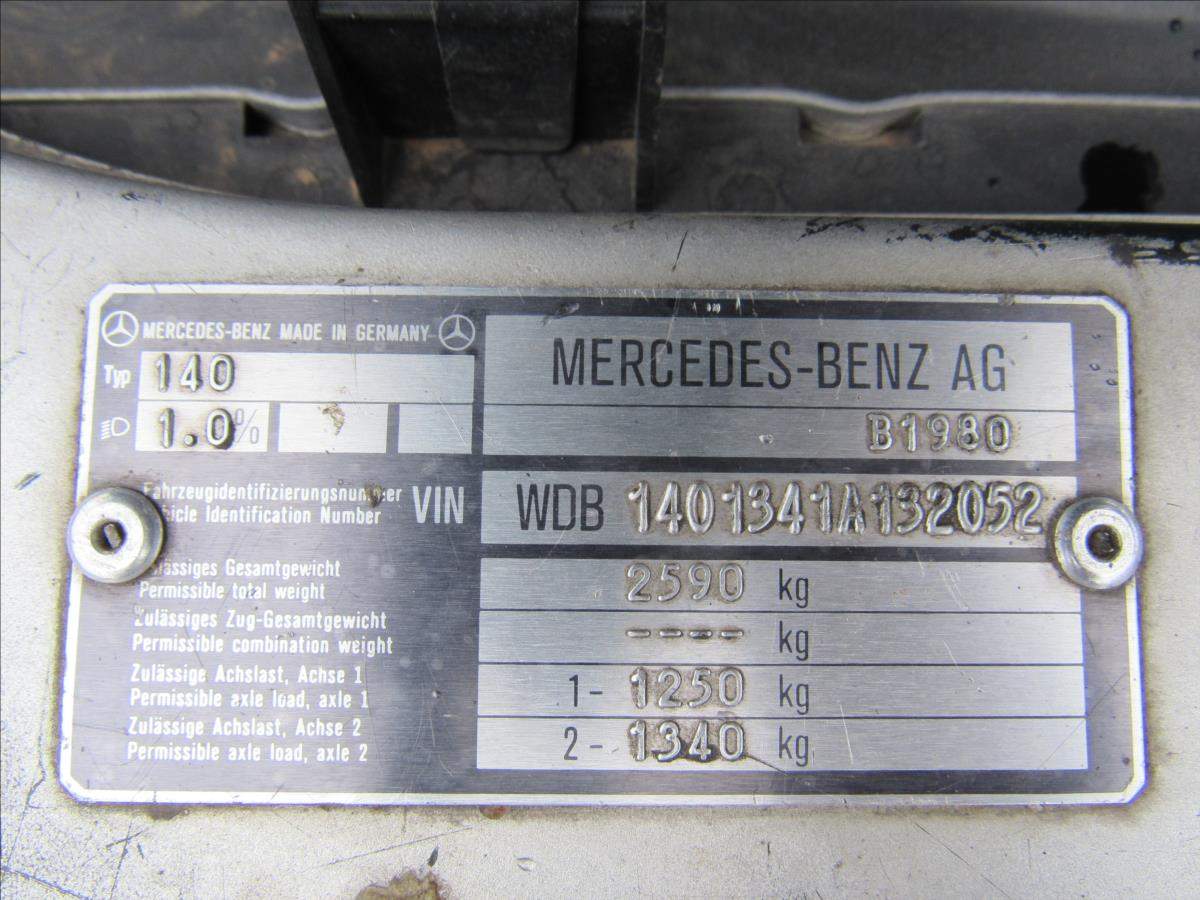 MERCEDES-BENZ MADE IN GERMANY
Typ 140
1.0%
MERCEDES-BENZ AG
B1980
Fahrzeugidentifizierungsnummer
Vehicle Identification Number
VIN WDB 1401341A132052
Zulässiges Gesamtgewicht
Permissible total weight
2590 kg
Zulässiges Zug-Gesamtgewicht
Permissible combination weight
---- kg
Zulässige Achslast, Achse 1
Permissible axle load, axle 1
1- 1250 kg
Zulässige Achslast, Achse 2
Permissible axle load, axle 2
2- 1340 kg